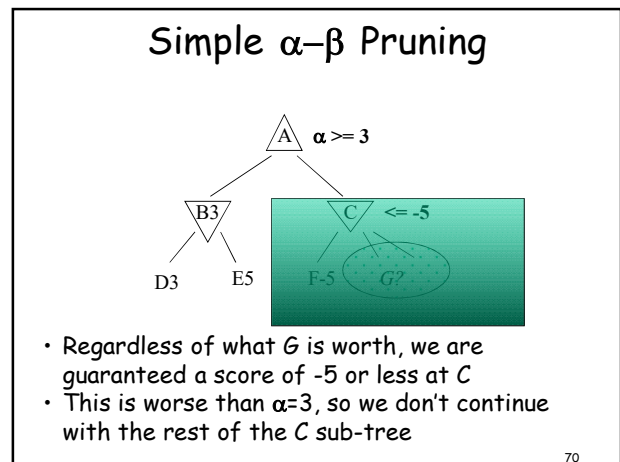 Simple α–β Pruning
A α >= 3
B3 C <= -5
D3 E5 F-5 G?
• Regardless of what G is worth, we are
guaranteed a score of -5 or less at C
• This is worse than α=3, so we don't continue
with the rest of the C sub-tree
70